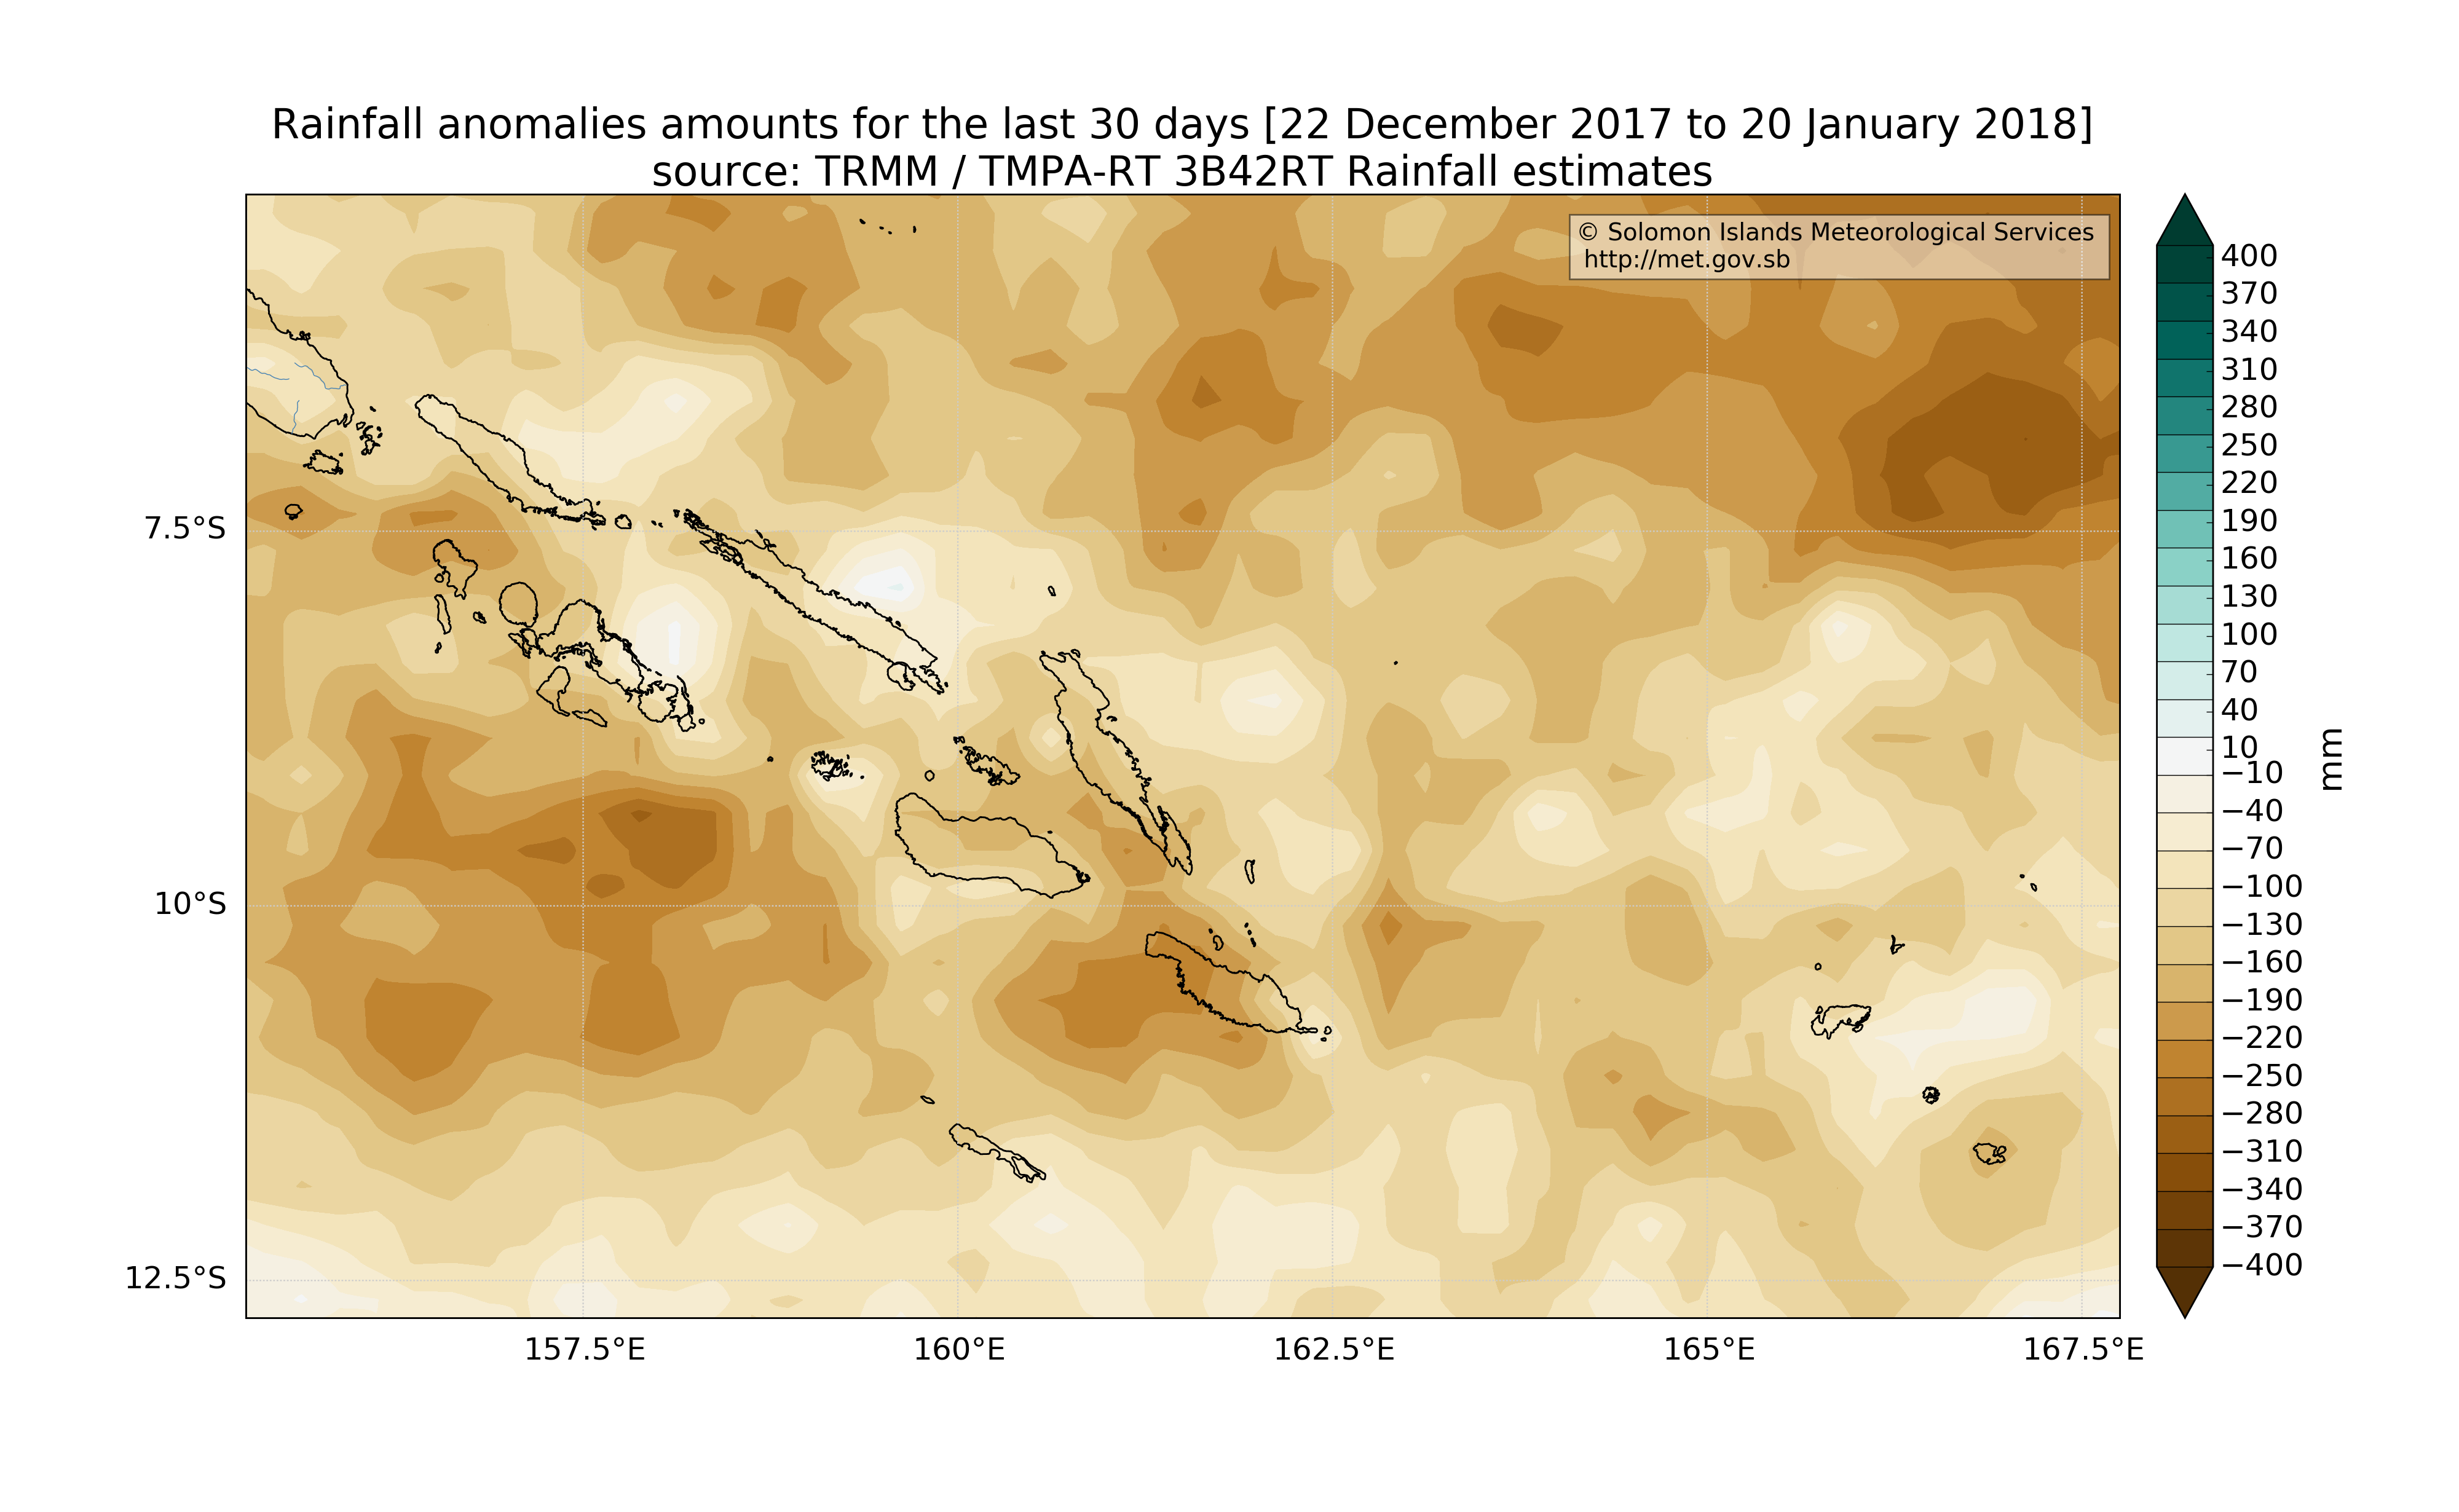 Rainfall anomalies amounts for the last 30 days [22 December 2017 to 20 January 2018]
source: TRMM / TMPA-RT 3B42RT Rainfall estimates
© Solomon Islands Meteorological Services
http://met.gov.sb
7.5°S
10°S
12.5°S
157.5°E
160°E
162.5°E
165°E
167.5°E
400
370
340
310
280
250
220
190
160
130
100
70
40
10
−10
−40
−70
−100
−130
−160
−190
−220
−250
−280
−310
−340
−370
−400
mm